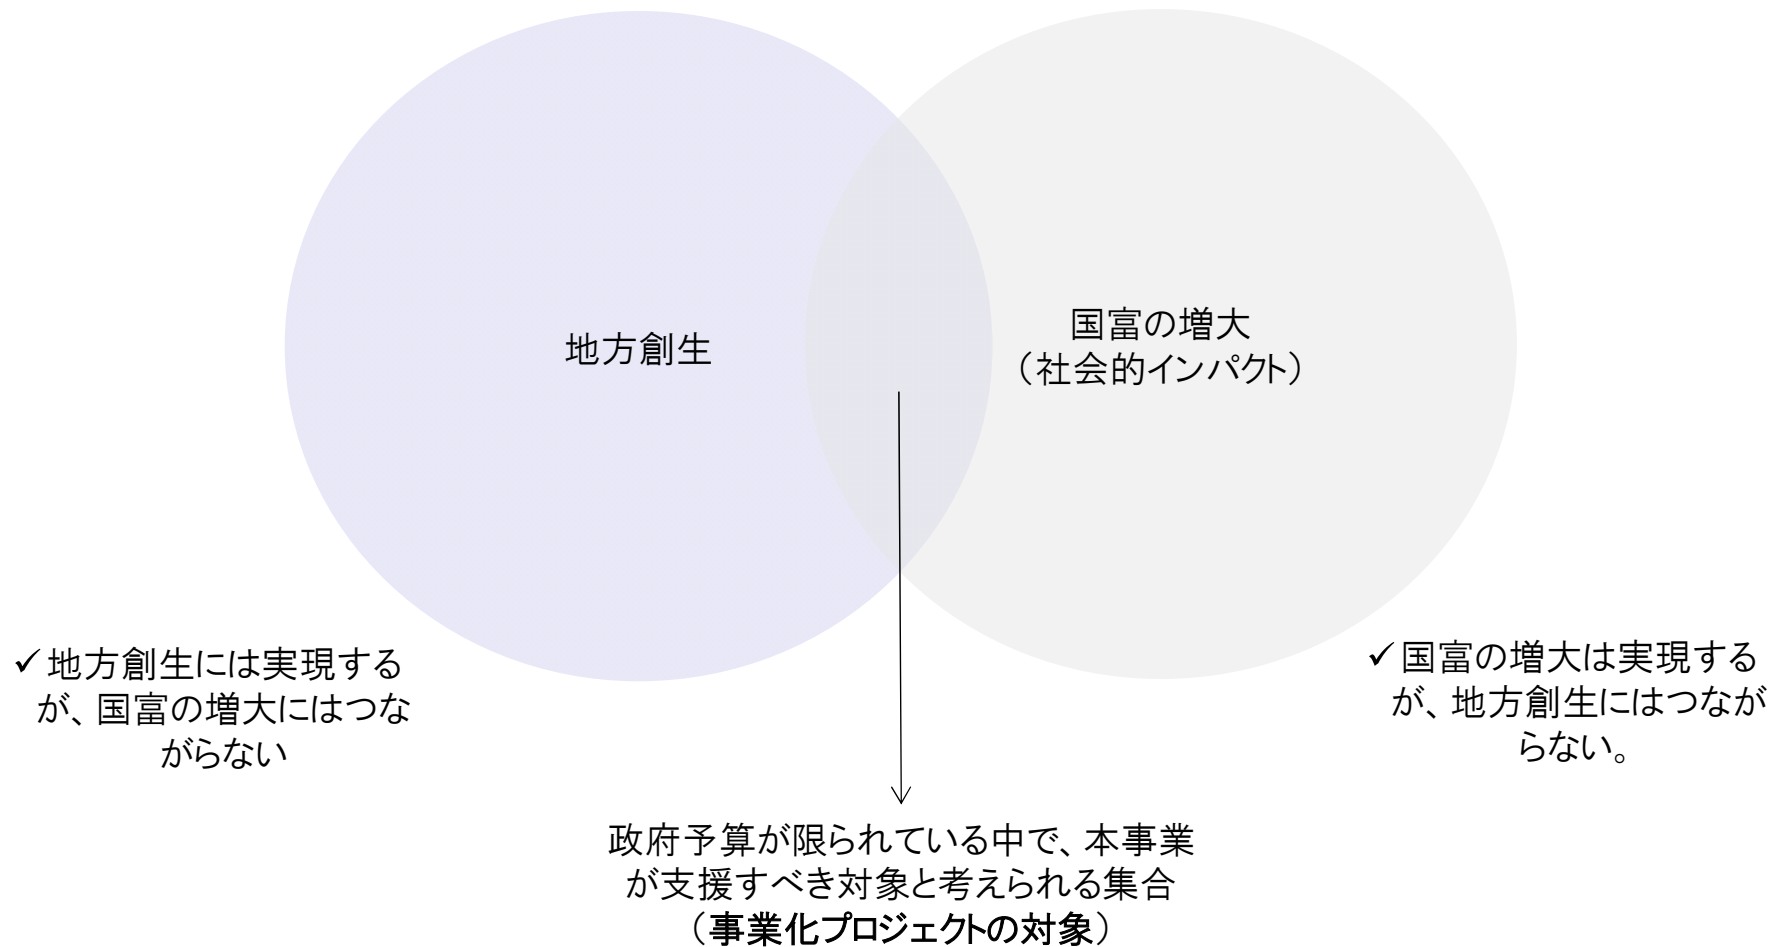 地方創生
国富の増大
（社会的インパクト）
✓地方創生には実現する
が、国富の増大にはつな
がらない
✓国富の増大は実現する
が、地方創生にはつなが
らない。
政府予算が限られている中で、本事業
が支援すべき対象と考えられる集合
（事業化プロジェクトの対象）